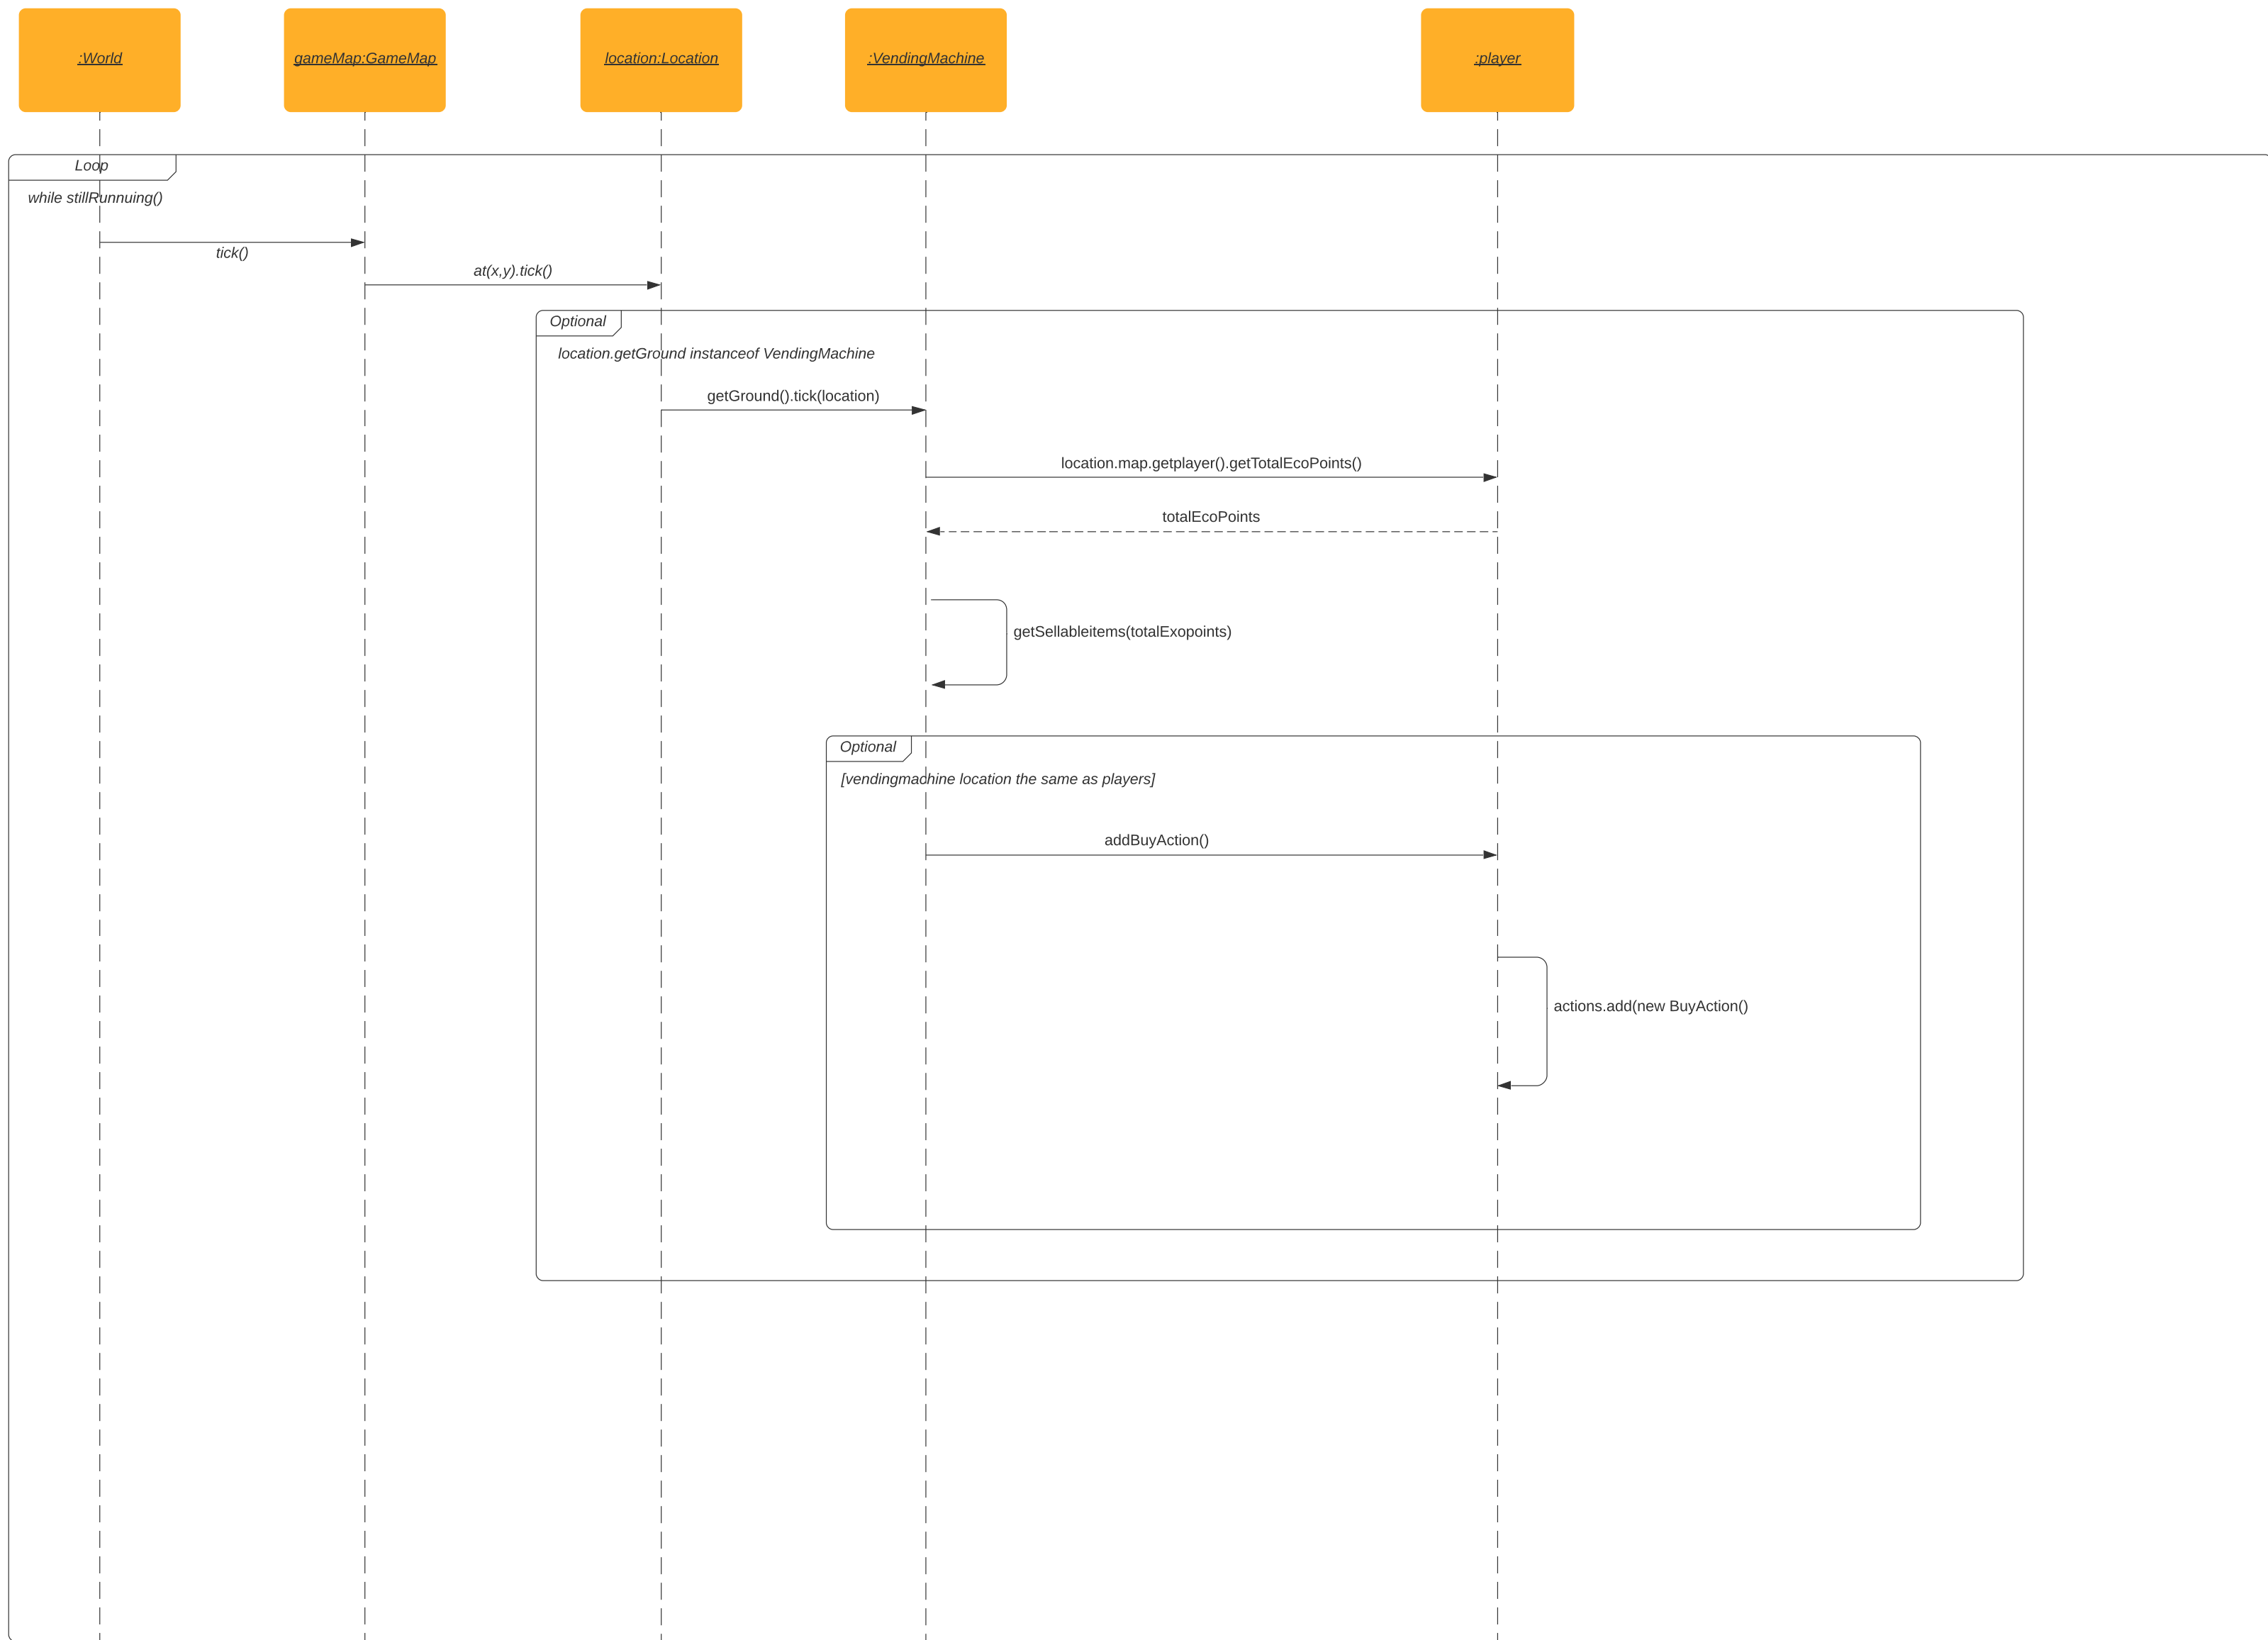 :World
gameMap:GameMap
location:Location
:VendingMachine
:player
Loop
while stillRunnuing()
tick()
at(x,y).tick()
Optional
location.getGround instanceof VendingMachine
getGround().tick(location)
location.map.getplayer().getTotalEcoPoints()
totalEcoPoints
getSellableitems(totalExopoints)
Optional
[vendingmachine location the same as players]
addBuyAction()
actions.add(new BuyAction()